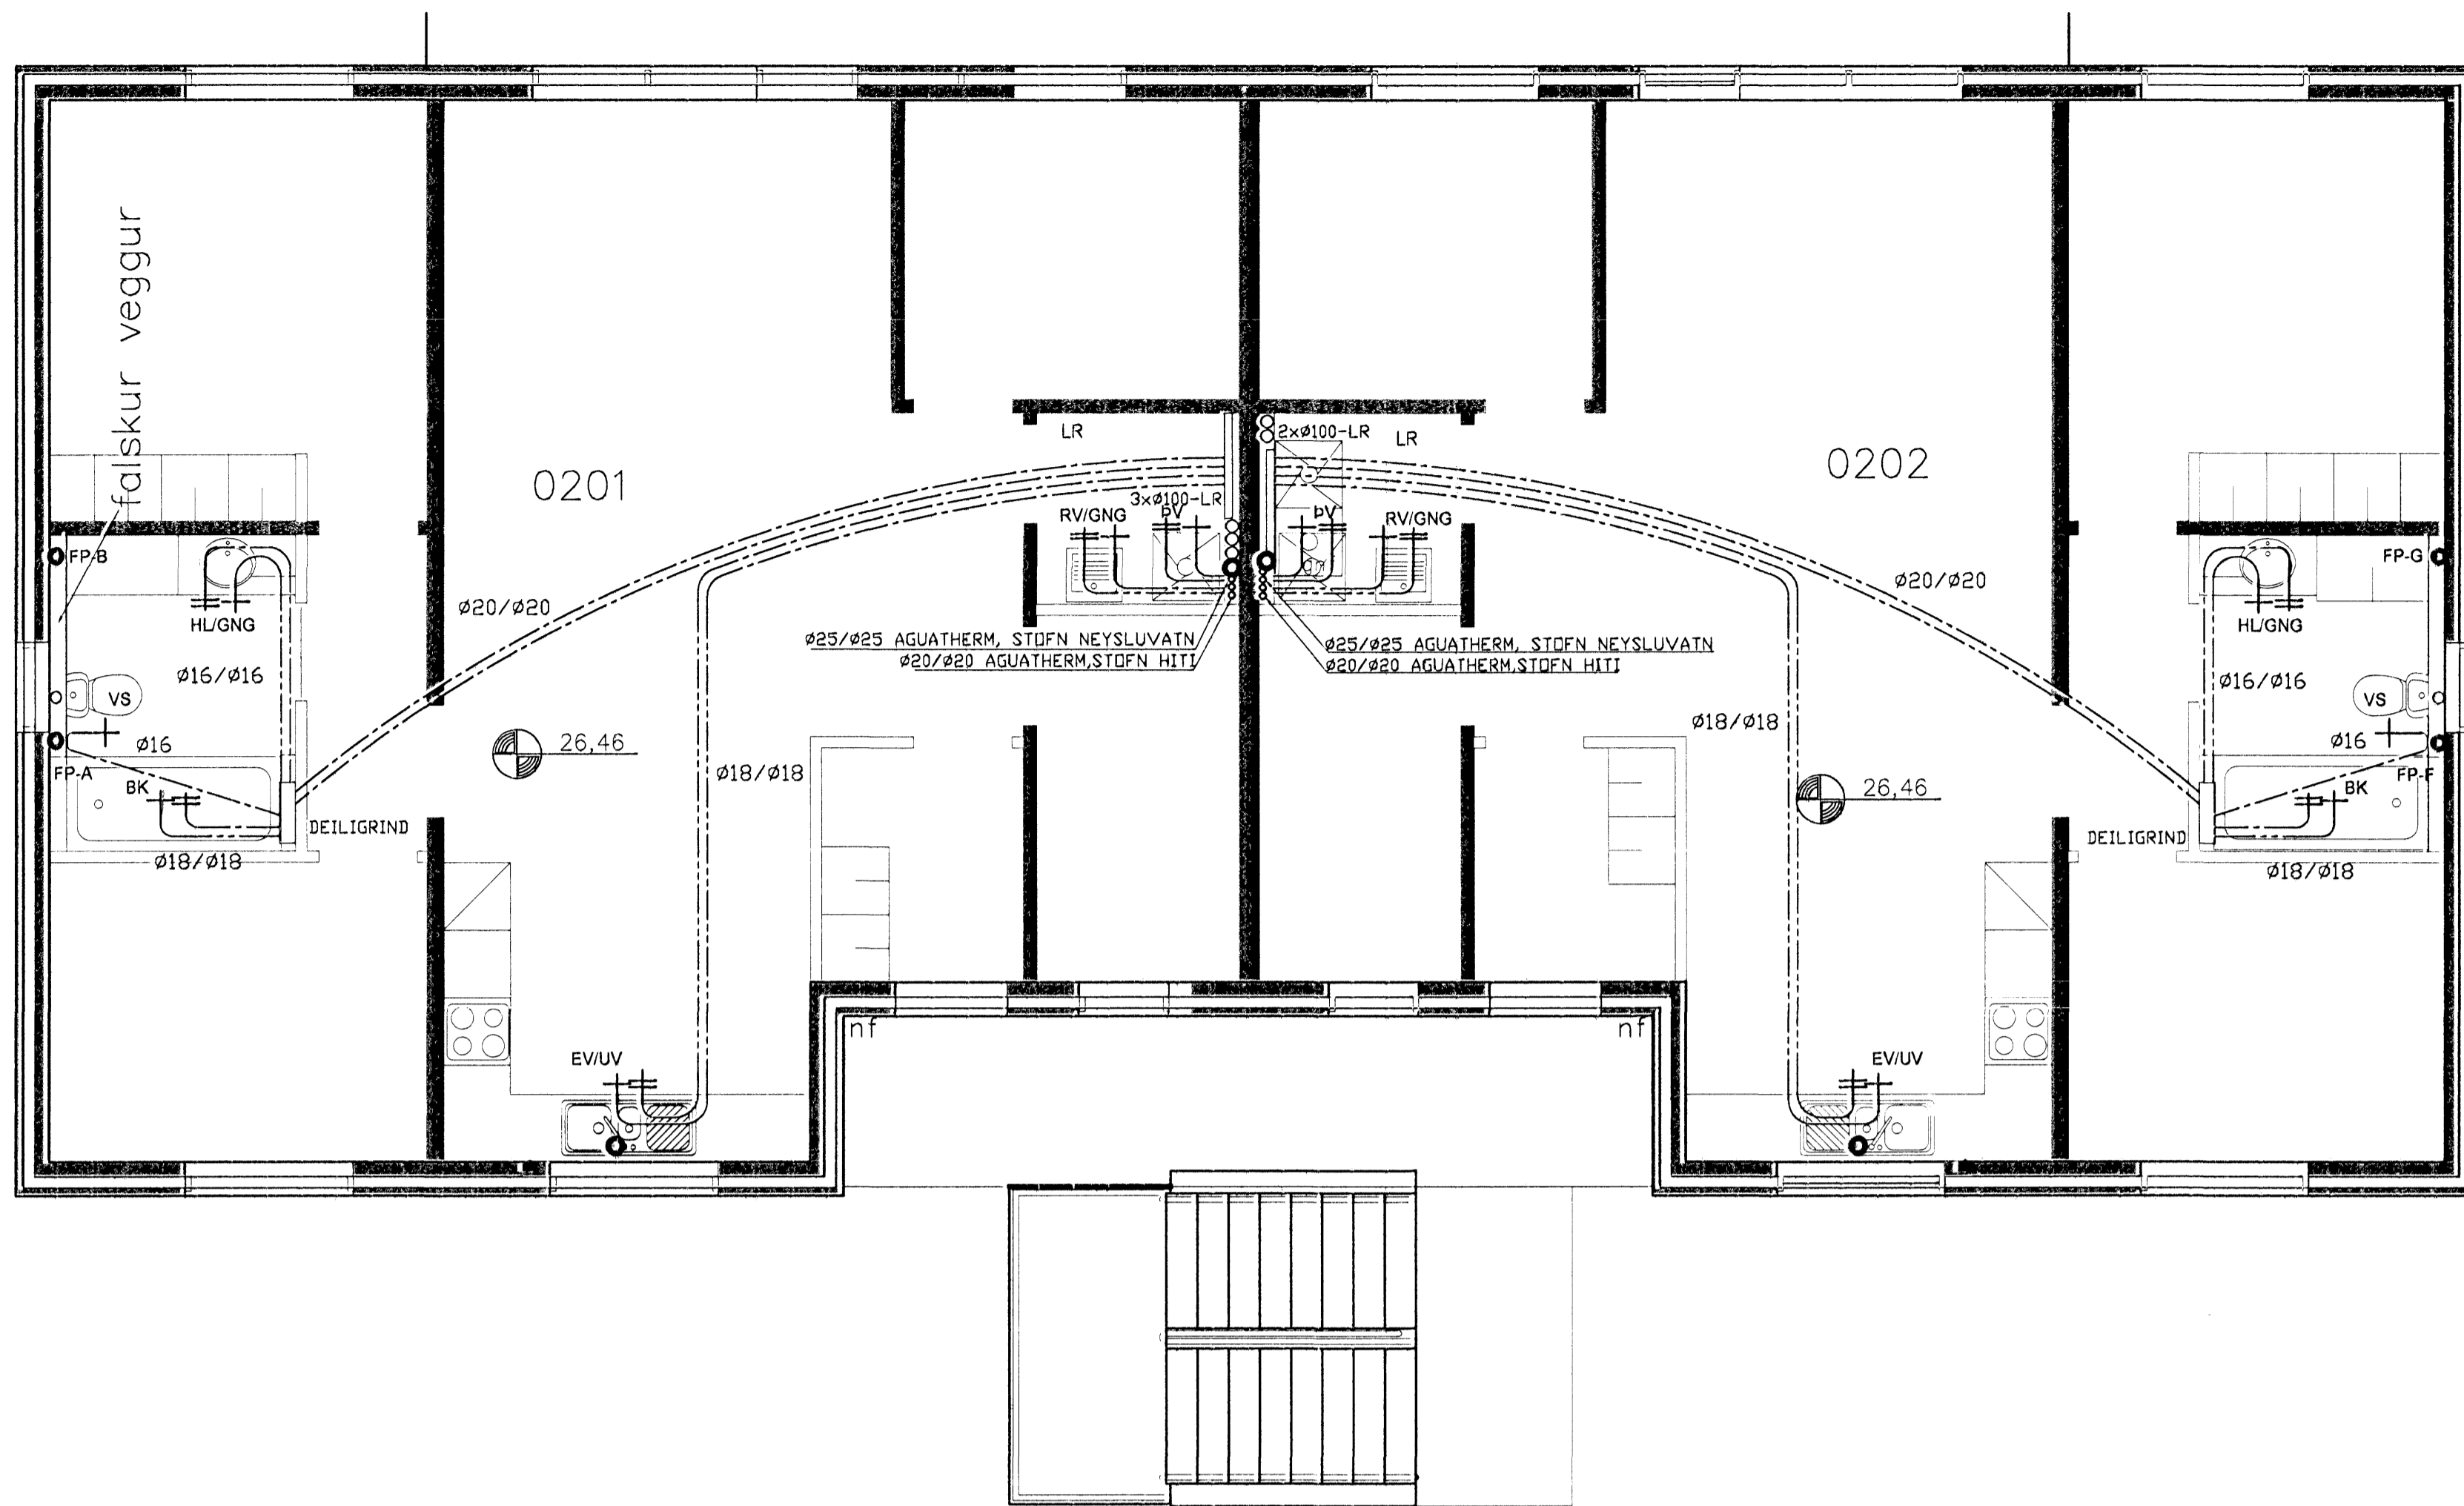 falskur veggur
0201
0202
LR
2xø100-LR
LR
3xø100-LR
RV/GNG
ÞV
ÞV
RV/GNG
FP-B
FP-G
ø20/ø20
ø20/ø20
HL/GNG
HL/GNG
ø25/ø25 AGUATHERM, STOFN NEYSLUVATN
ø20/ø20 AGUATHERM,STOFN HITI
ø25/ø25 AGUATHERM, STOFN NEYSLUVATN
ø20/ø20 AGUATHERM,STOFN HITI
ø16/ø16
ø16/ø16
VS
VS
ø16
ø16
26,46
26,46
ø18/ø18
ø18/ø18
FP-A
FP-F
BK
BK
DEILIGRIND
DEILIGRIND
ø18/ø18
ø18/ø18
nf
nf
EV/UV
EV/UV